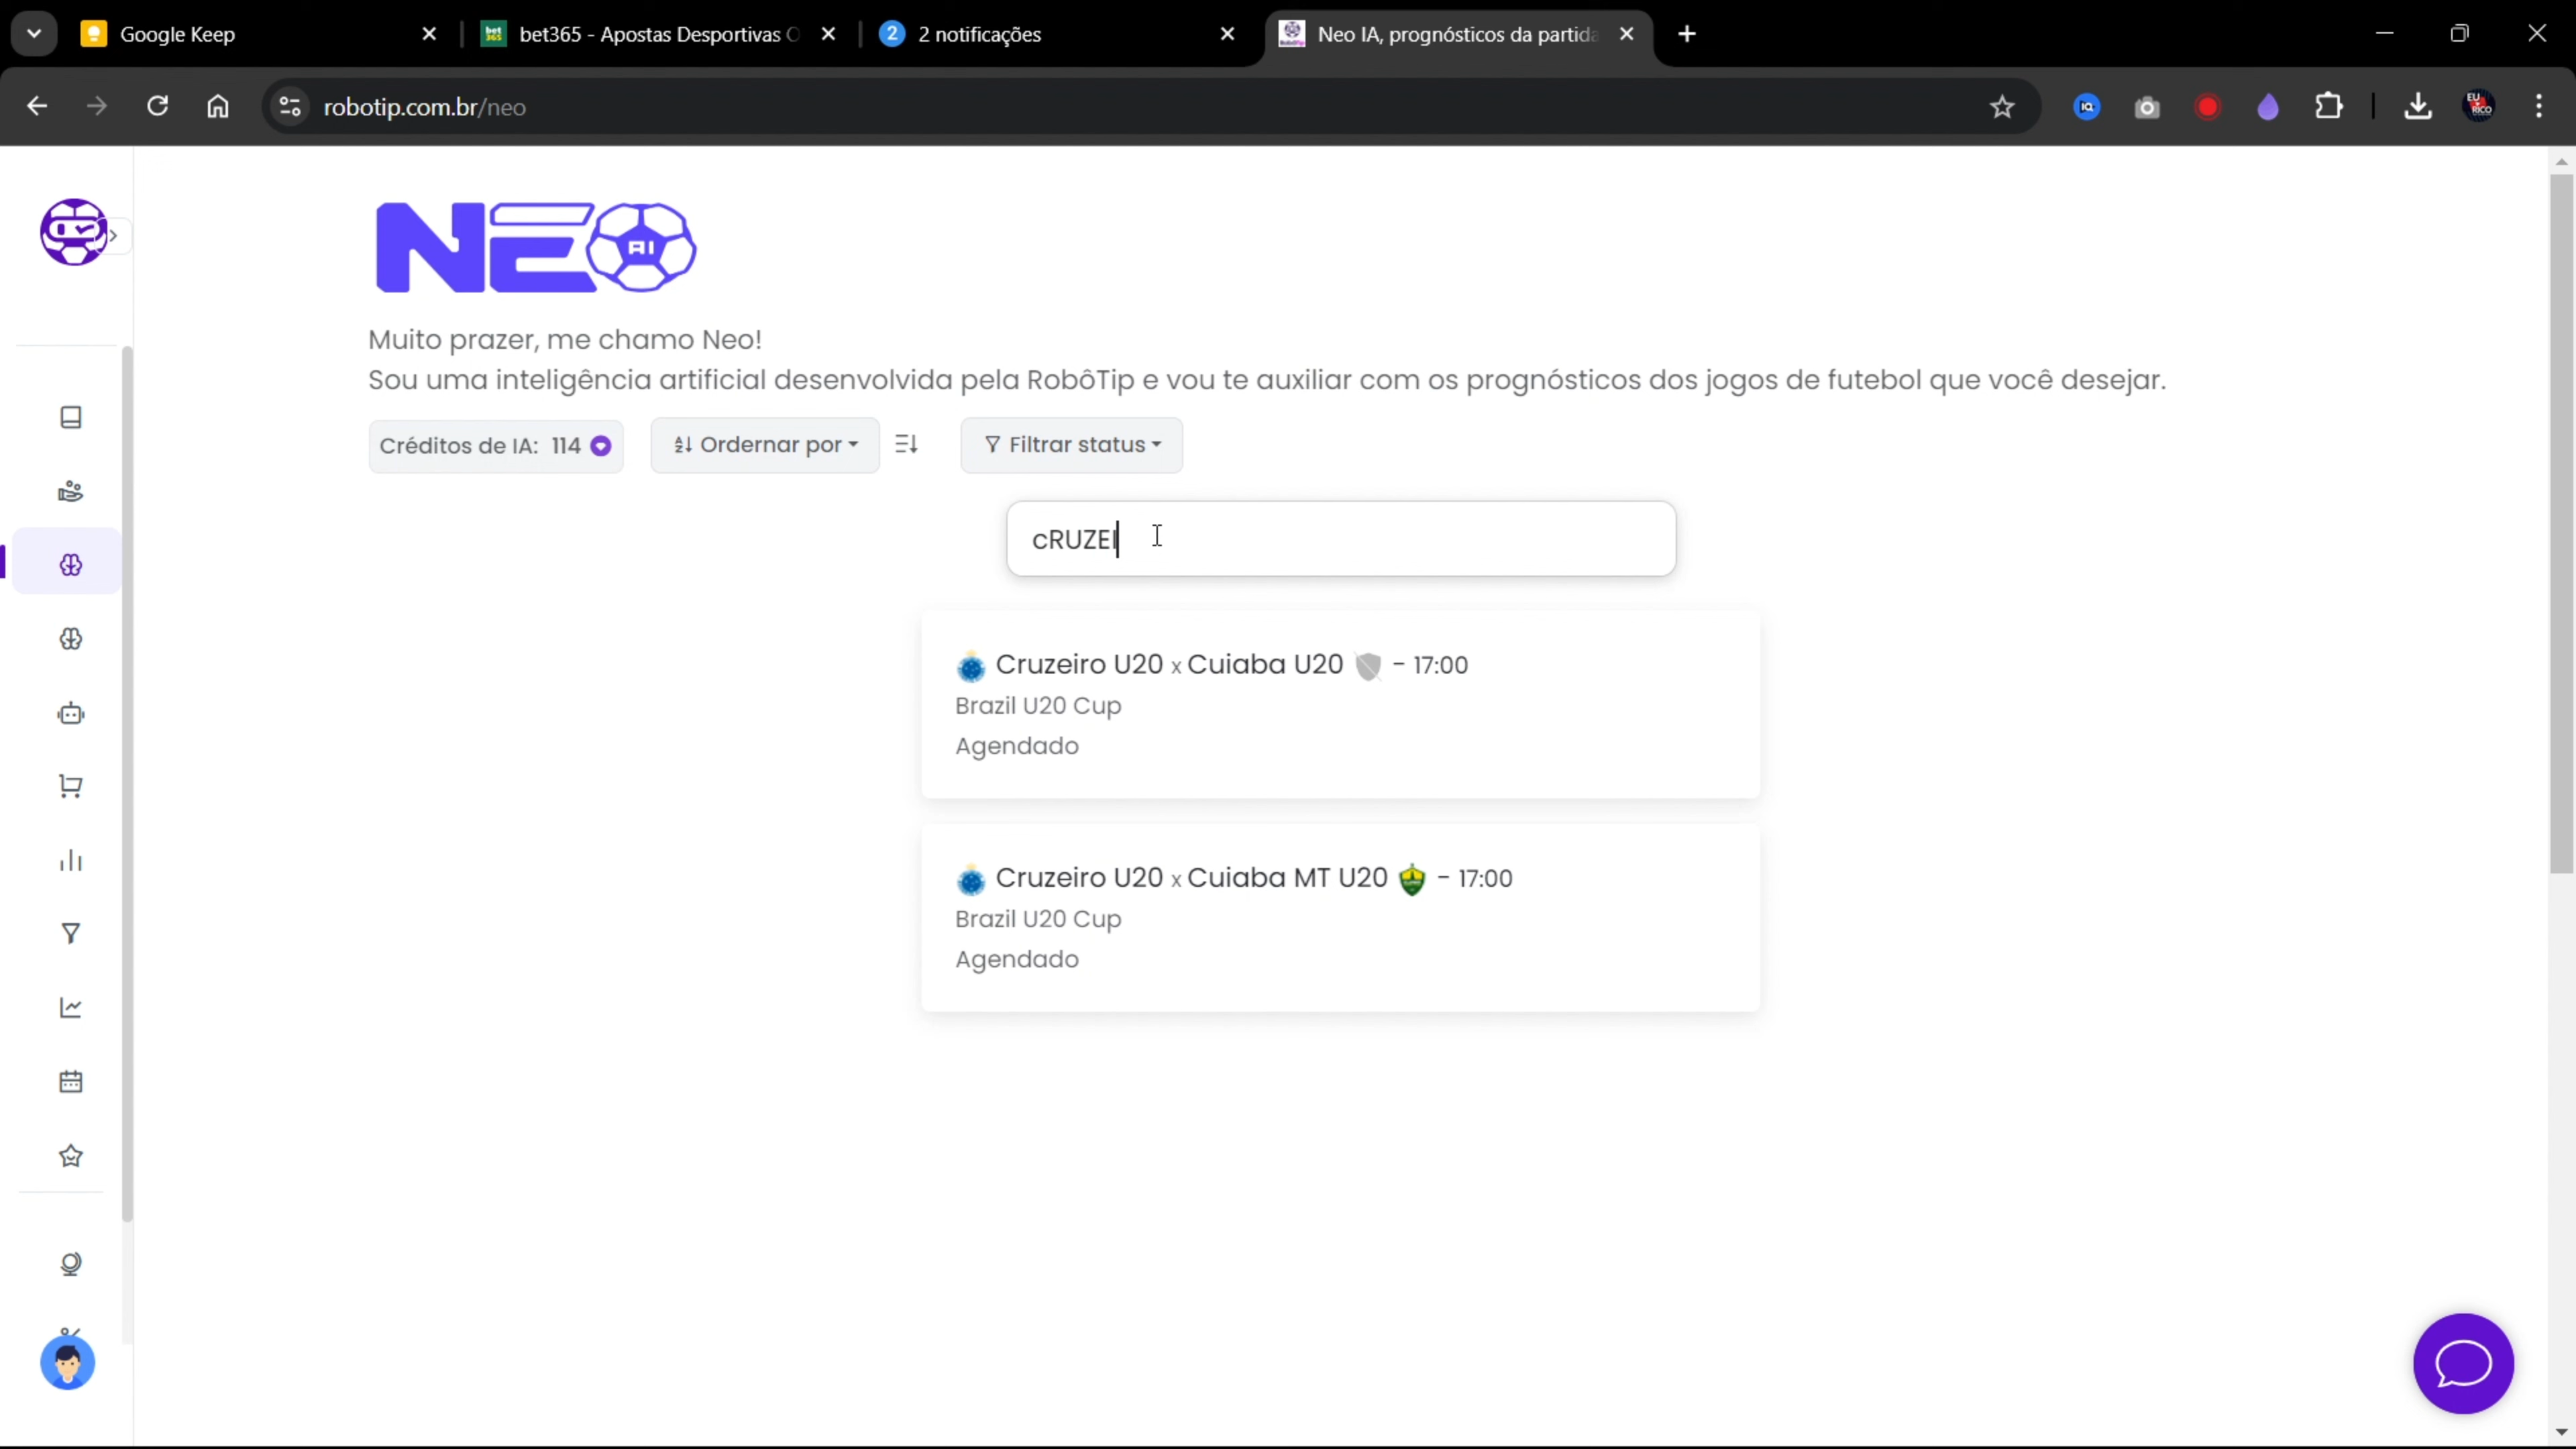 Google Keep
bet365 - Apostas Desportivas O
2 notificações
Neo IA, prognósticos da partida
robotip.com.br/neo
NEO AI
Muito prazer, me chamo Neo!
Sou uma inteligência artificial desenvolvida pela RobôTip e vou te auxiliar com os prognósticos dos jogos de futebol que você desejar.
Créditos de IA: 114
Ordernar por
Filtrar status
cRUZEI
Cruzeiro U20 x Cuiaba U20 - 17:00
Brazil U20 Cup
Agendado
Cruzeiro U20 x Cuiaba MT U20 - 17:00
Brazil U20 Cup
Agendado